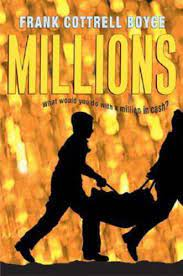 FRANK COTTRELL BOYCE
MILLIONS
What would you do with a million in cash?